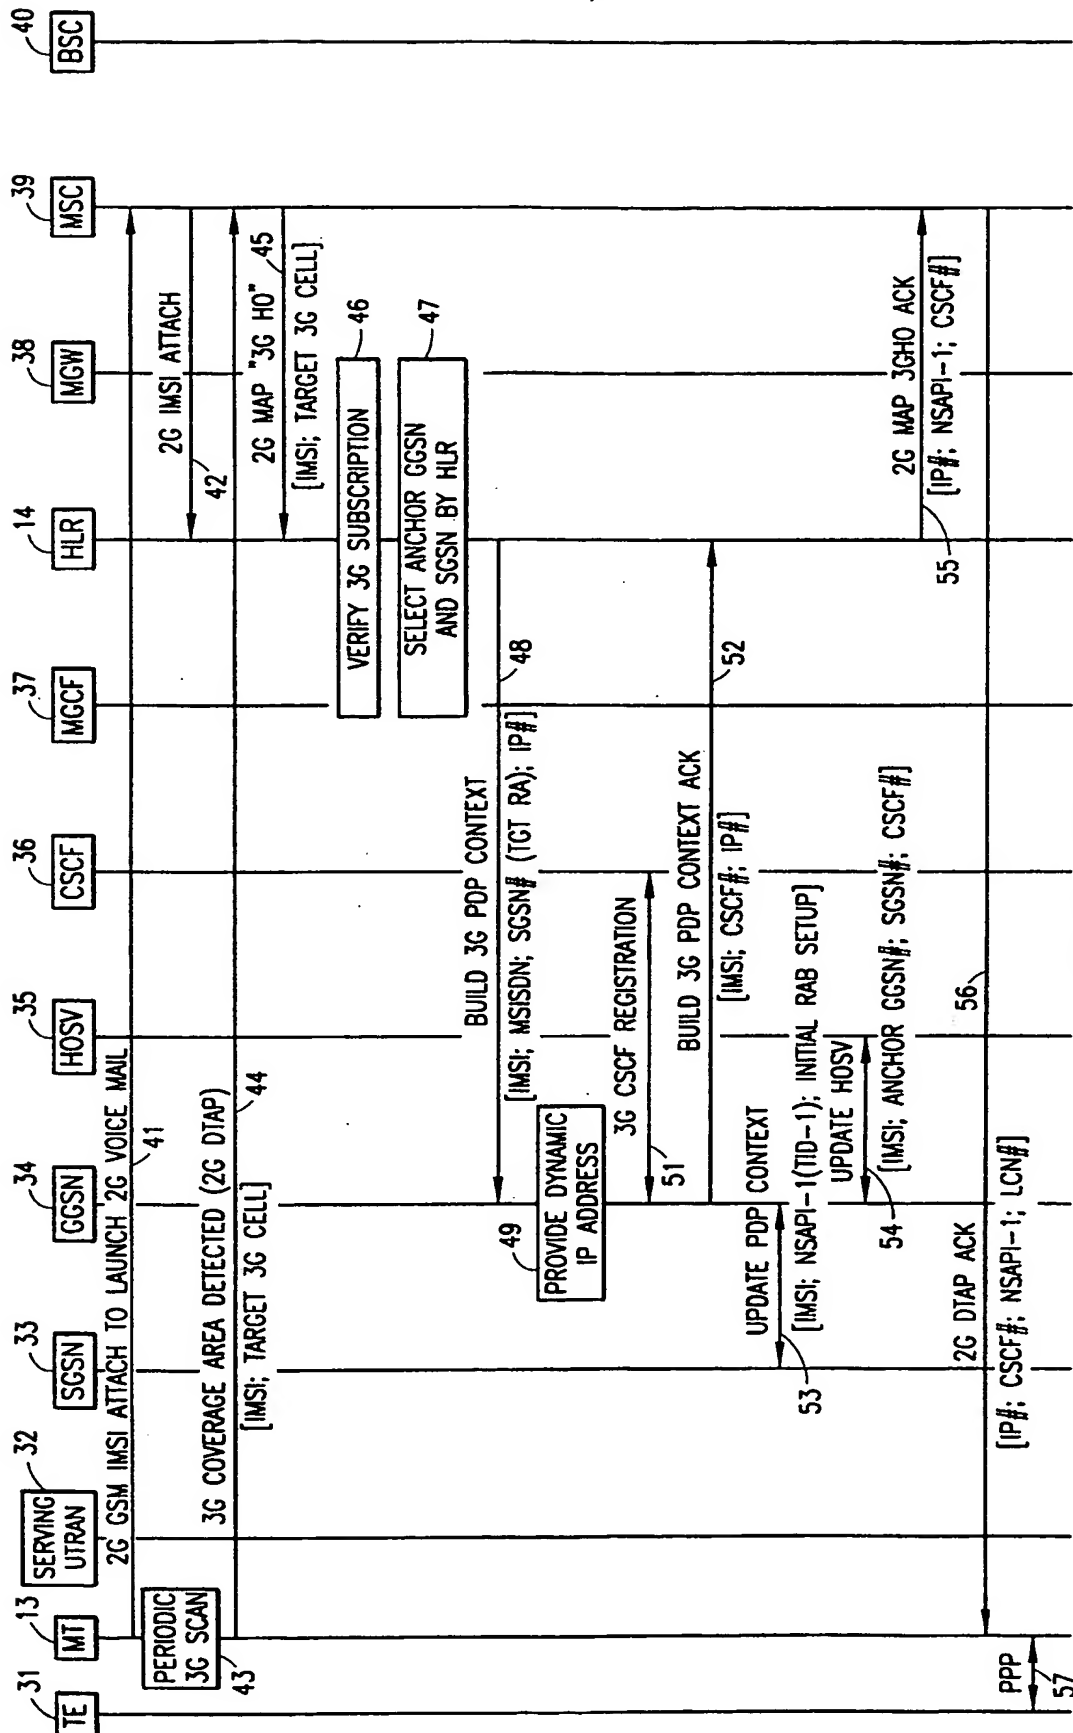 31
TE
13
MT
32
SERVING
UTRAN
33
SGSN
34
GGSN
35
HOSV
36
CSCF
37
MGCF
14
HLR
38
MGW
39
MSC
40
BSC
2G GSM IMSI ATTACH TO LAUNCH 2G VOICE MAIL
41
2G IMSI ATTACH
42
PERIODIC
3G SCAN
43
3G COVERAGE AREA DETECTED (2G DTAP)
44
[IMSI; TARGET 3G CELL]
2G MAP "3G HO"
45
[IMSI; TARGET 3G CELL]
VERIFY 3G SUBSCRIPTION
46
SELECT ANCHOR GGSN
AND SGSN BY HLR
47
BUILD 3G PDP CONTEXT
48
[IMSI; MSISDN; SGSN# (TGT RA); IP#]
49
PROVIDE DYNAMIC
IP ADDRESS
3G CSCF REGISTRATION
51
BUILD 3G PDP CONTEXT ACK
52
[IMSI; CSCF#; IP#]
UPDATE PDP CONTEXT
53
[IMSI; NSAPI-1(TID-1); INITIAL RAB SETUP]
UPDATE HOSV
54
[IMSI; ANCHOR GGSN#; SGSN#; CSCF#]
2G MAP 3GHO ACK
55
[IP#; NSAPI-1; CSCF#]
2G DTAP ACK
56
[IP#; CSCF#; NSAPI-1; LCN#]
PPP
57